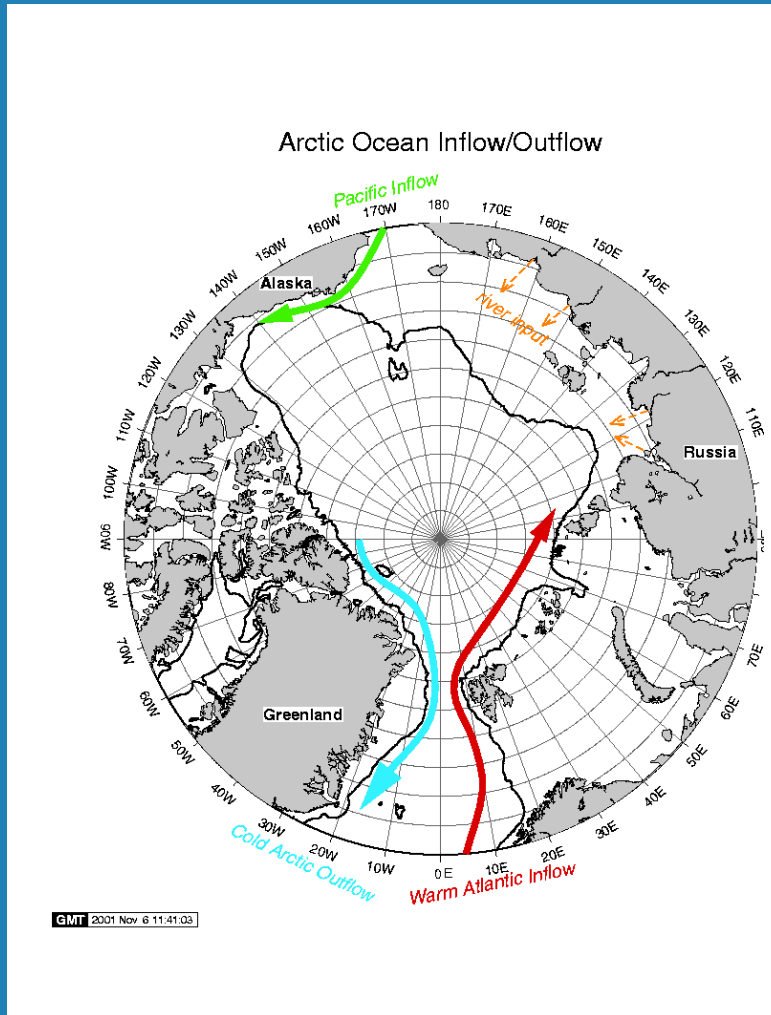 Arctic Ocean Inflow/Outflow
Pacific Inflow
180
170W
170E
160W
160E
150W
150E
140W
140E
130W
130E
120W
120E
110W
110E
100W
90W
80W
70W
70E
60W
60E
50W
50E
40W
40E
30W
30E
20W
20E
10W
10E
0E
Alaska
river input
Russia
Greenland
Cold Arctic Outflow
Warm Atlantic Inflow
GMT 2001 Nov 6 11:41:03